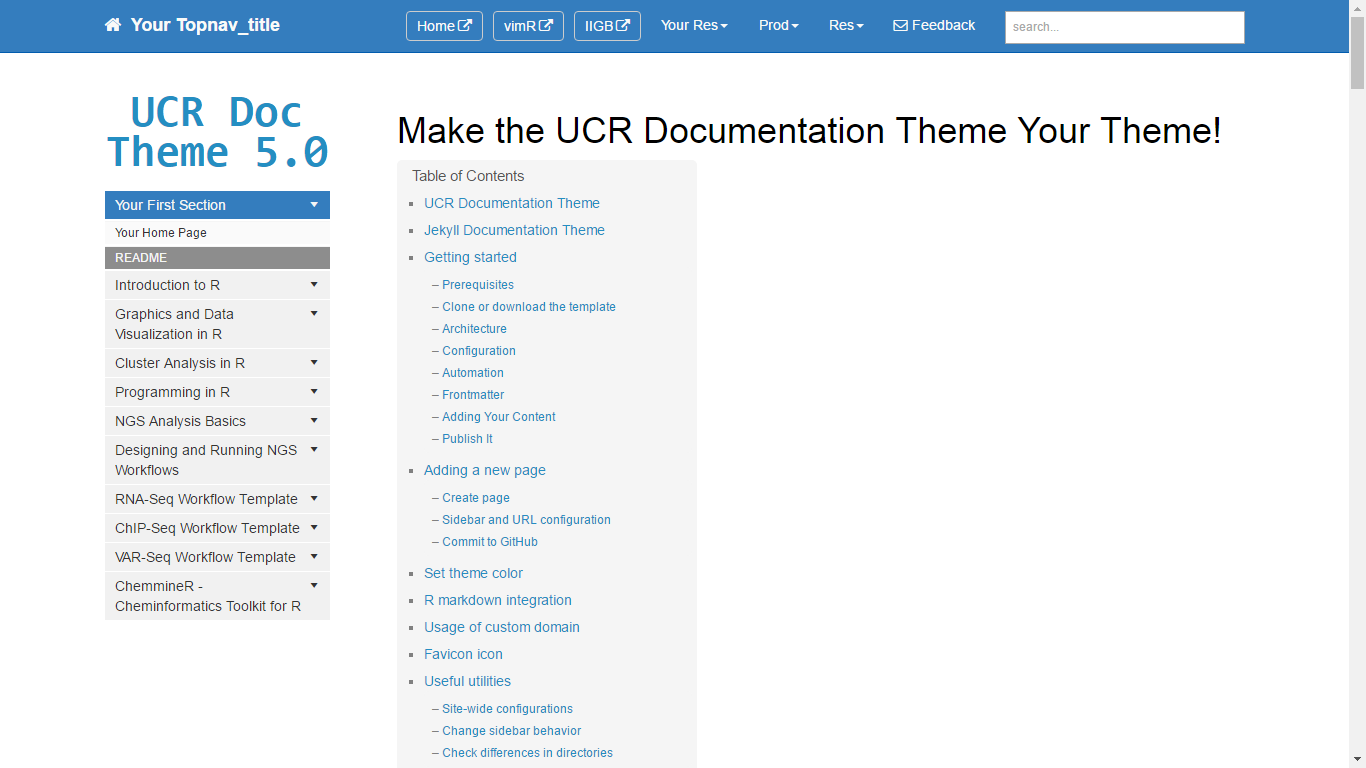 Your Topnav_title
Home
vimR
IIGB
Your Res
Prod
Res
Feedback
search...
UCR Doc
Theme 5.0
Your First Section
Your Home Page
README
Introduction to R
Graphics and Data
Visualization in R
Cluster Analysis in R
Programming in R
NGS Analysis Basics
Designing and Running NGS
Workflows
RNA-Seq Workflow Template
ChIP-Seq Workflow Template
VAR-Seq Workflow Template
ChemmineR -
Cheminformatics Toolkit for R
Make the UCR Documentation Theme Your Theme!
Table of Contents
UCR Documentation Theme
Jekyll Documentation Theme
Getting started
– Prerequisites
– Clone or download the template
– Architecture
– Configuration
– Automation
– Frontmatter
– Adding Your Content
– Publish It
Adding a new page
– Create page
– Sidebar and URL configuration
– Commit to GitHub
Set theme color
R markdown integration
Usage of custom domain
Favicon icon
Useful utilities
– Site-wide configurations
– Change sidebar behavior
– Check differences in directories